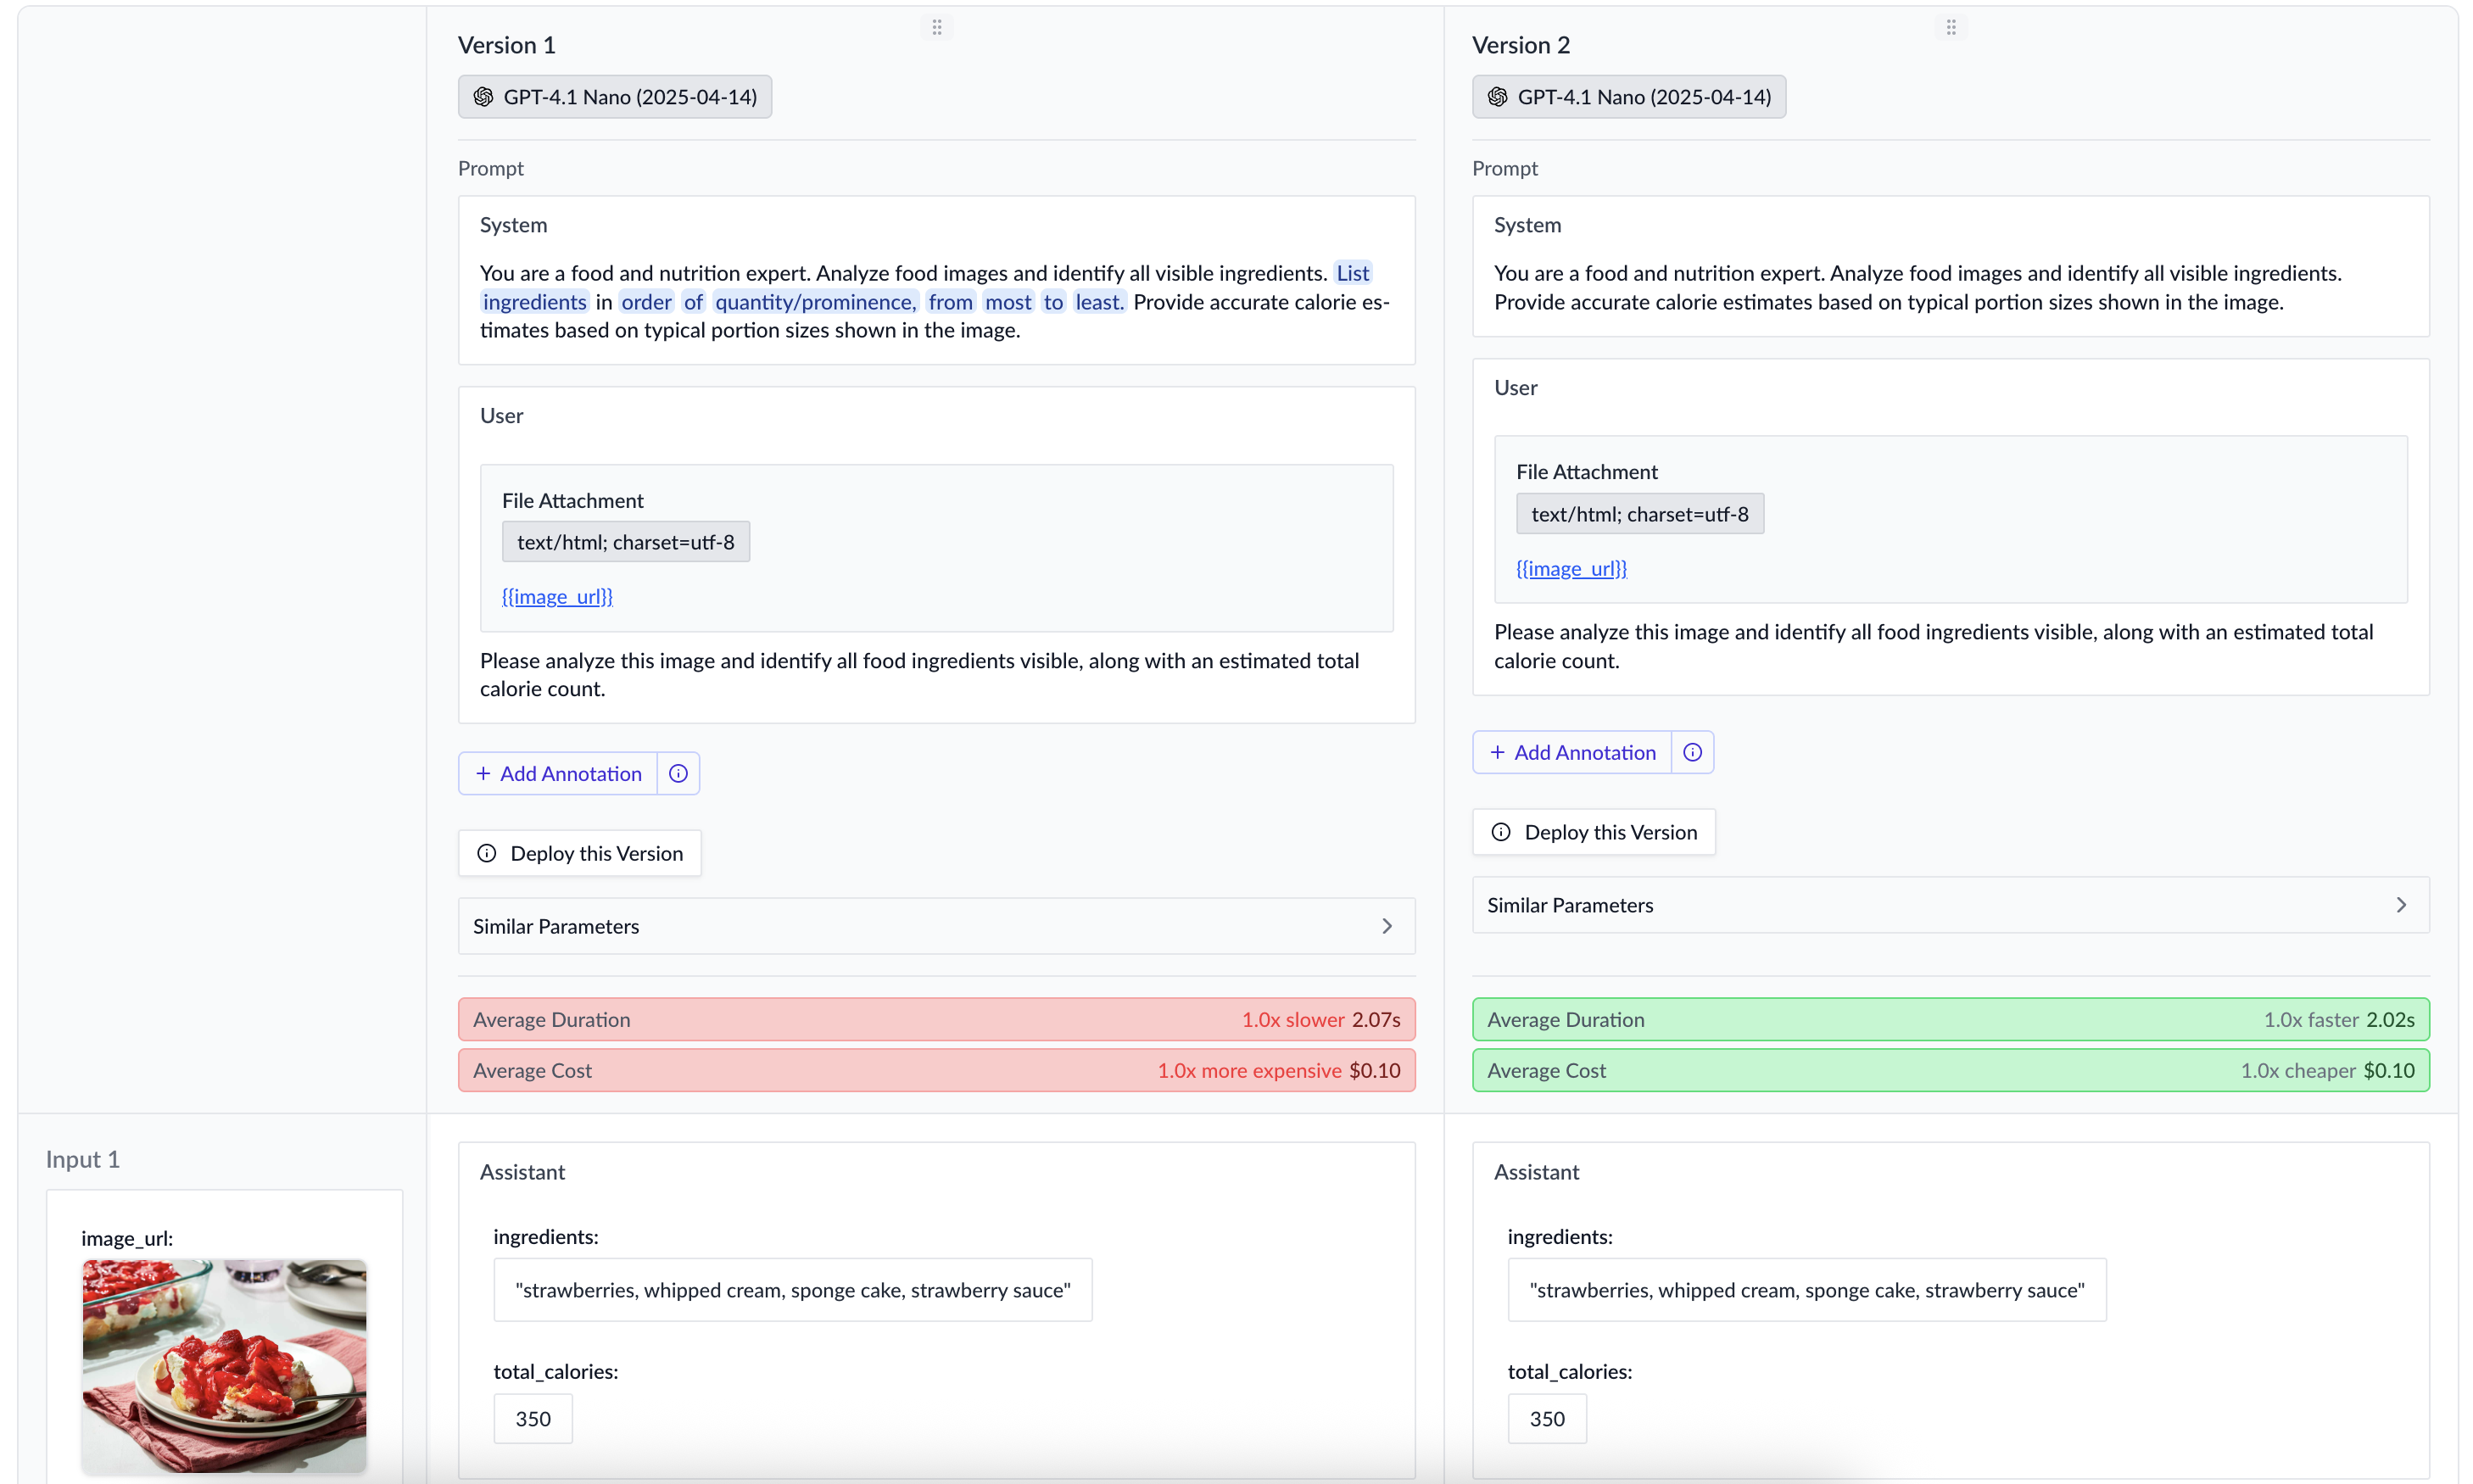 Version 1
GPT-4.1 Nano (2025-04-14)
Prompt
System
You are a food and nutrition expert. Analyze food images and identify all visible ingredients. List
ingredients in order of quantity/prominence, from most to least. Provide accurate calorie es-
timates based on typical portion sizes shown in the image.
User
File Attachment
text/html; charset=utf-8
{{image_url}}
Please analyze this image and identify all food ingredients visible, along with an estimated total
calorie count.
+ Add Annotation
Deploy this Version
Similar Parameters
Average Duration 1.0x slower 2.07s
Average Cost 1.0x more expensive $0.10
Version 2
GPT-4.1 Nano (2025-04-14)
Prompt
System
You are a food and nutrition expert. Analyze food images and identify all visible ingredients.
Provide accurate calorie estimates based on typical portion sizes shown in the image.
User
File Attachment
text/html; charset=utf-8
{{image_url}}
Please analyze this image and identify all food ingredients visible, along with an estimated total
calorie count.
+ Add Annotation
Deploy this Version
Similar Parameters
Average Duration 1.0x faster 2.02s
Average Cost 1.0x cheaper $0.10
Input 1
image_url:
Assistant
ingredients:
"strawberries, whipped cream, sponge cake, strawberry sauce"
total_calories:
350
Assistant
ingredients:
"strawberries, whipped cream, sponge cake, strawberry sauce"
total_calories:
350